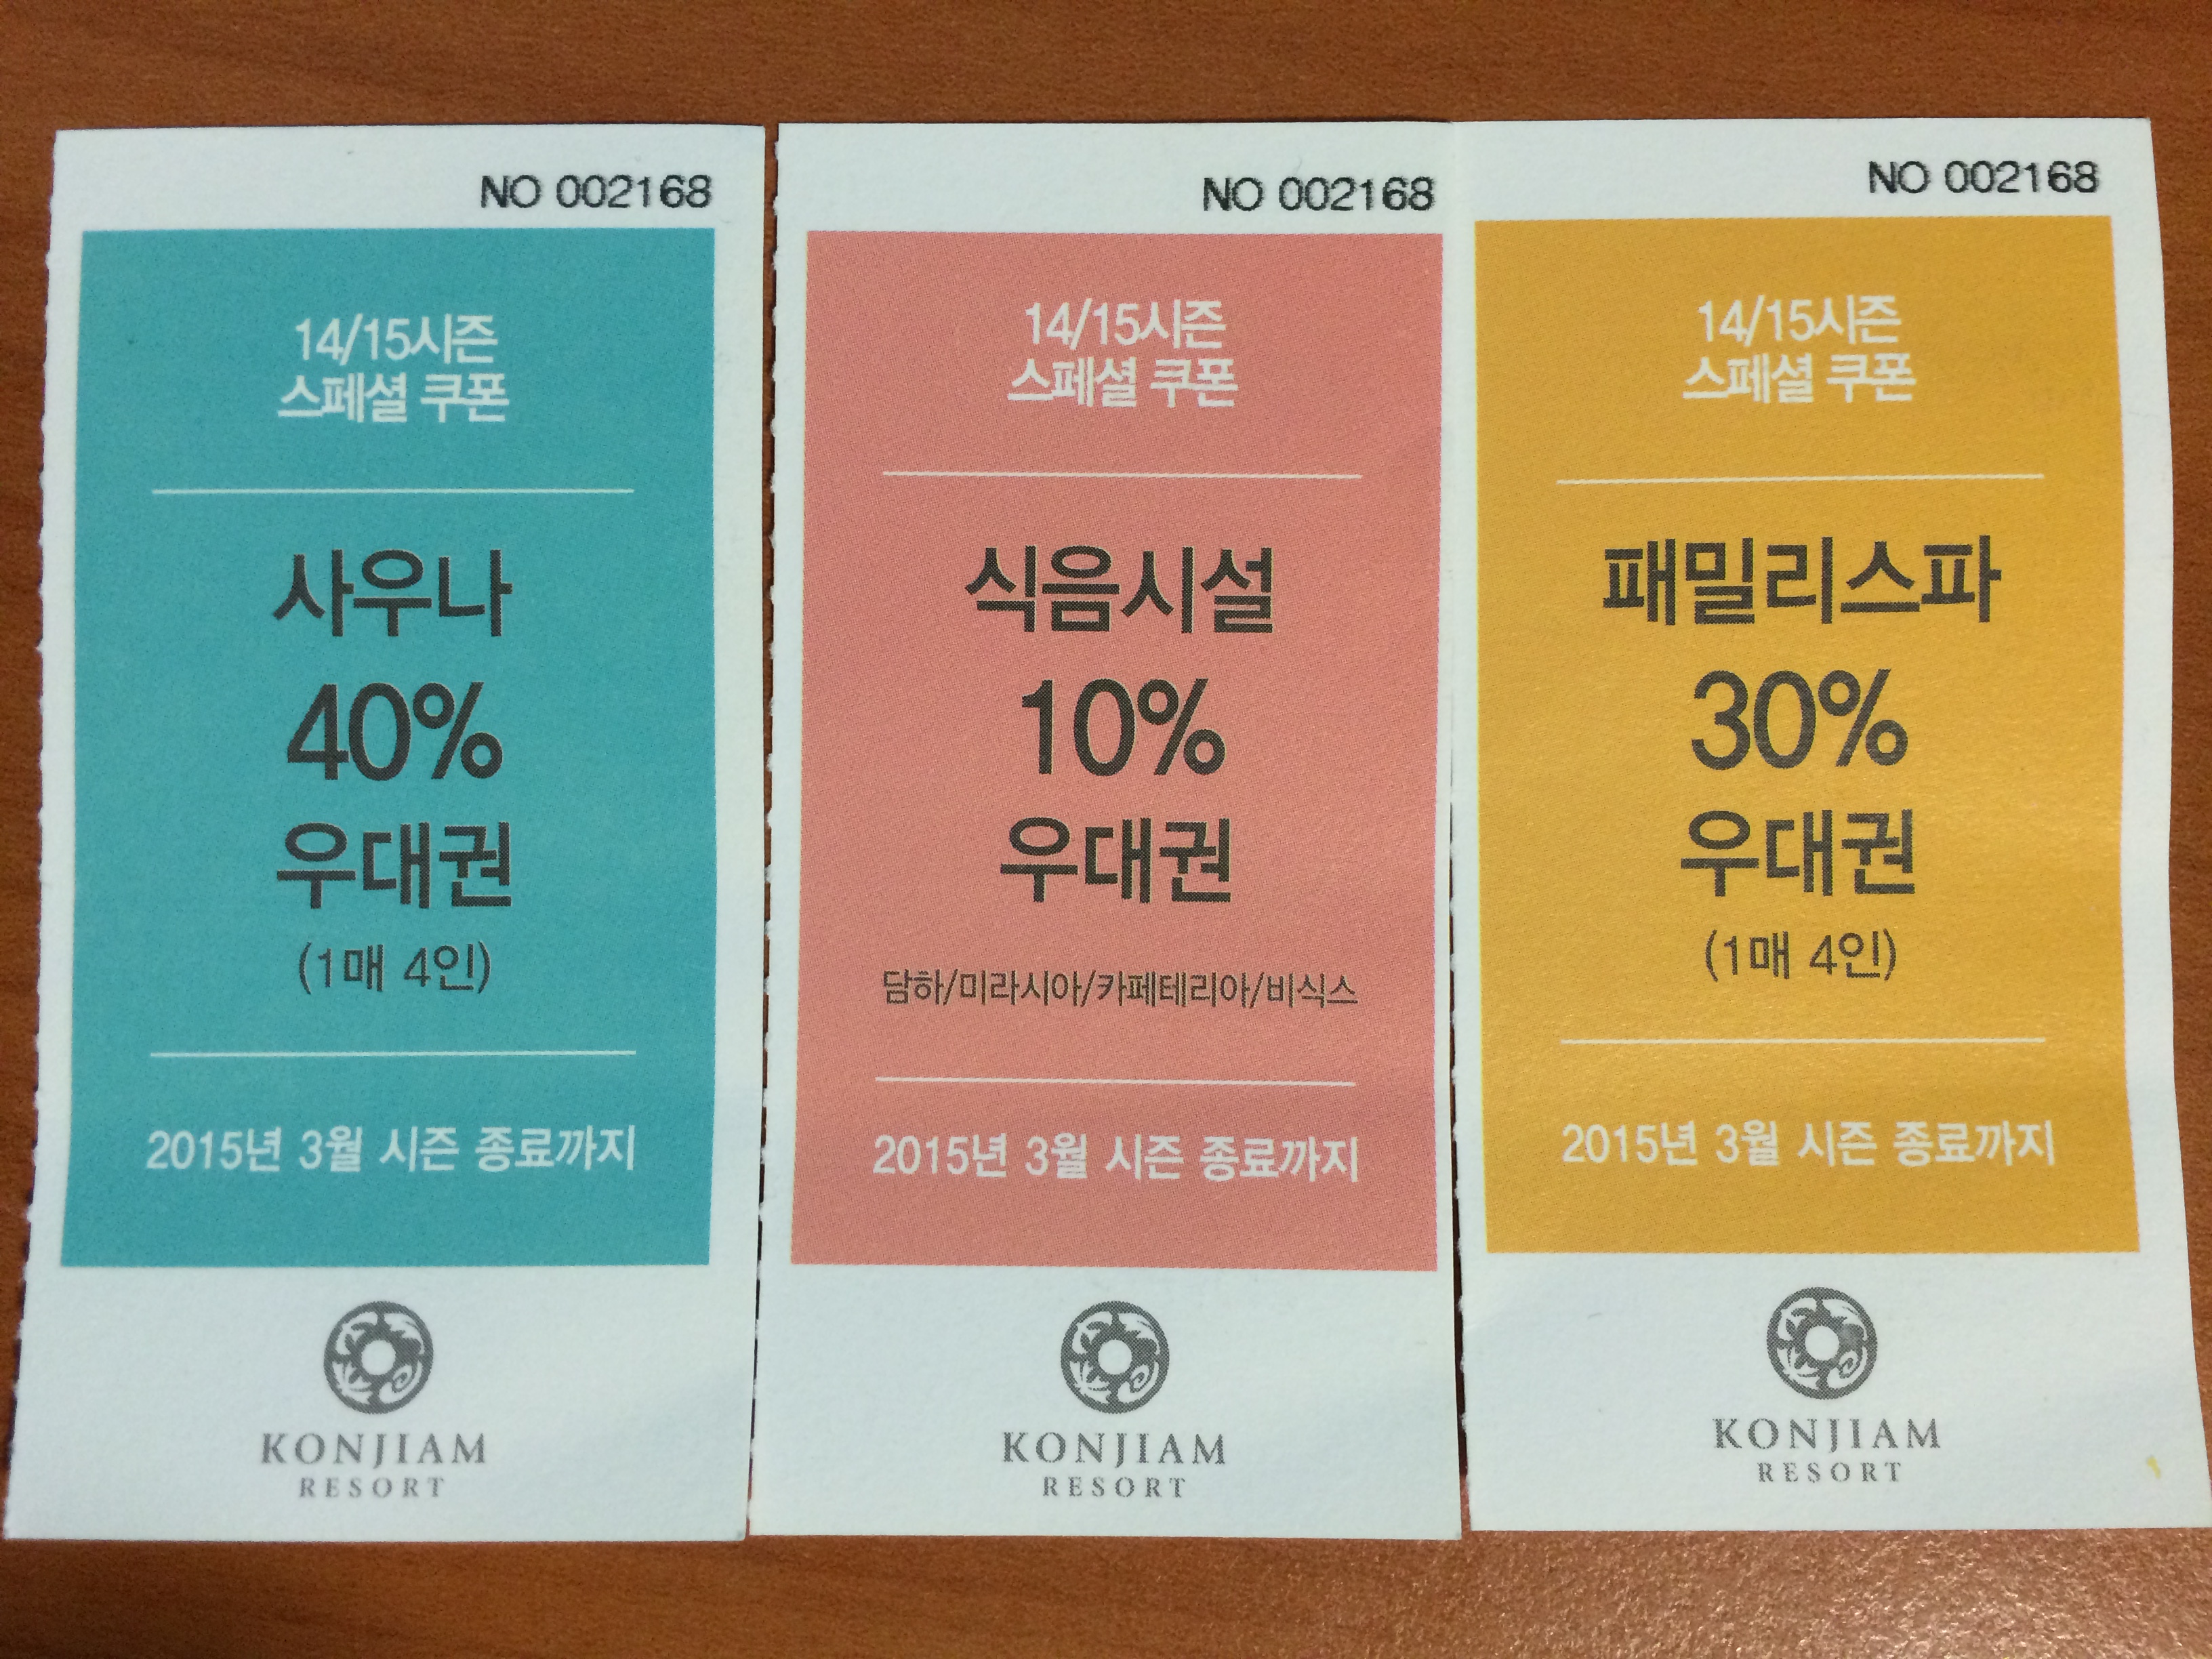 NO 002168
14/15시즌
스페셜 쿠폰
사우나
40%
우대권
(1매 4인)
2015년 3월 시즌 종료까지
KONJIAM
RESORT
NO 002168
14/15시즌
스페셜 쿠폰
식음시설
10%
우대권
담하/미라시아/카페테리아/비식스
2015년 3월 시즌 종료까지
KONJIAM
RESORT
NO 002168
14/15시즌
스페셜 쿠폰
패밀리스파
30%
우대권
(1매 4인)
2015년 3월 시즌 종료까지
KONJIAM
RESORT